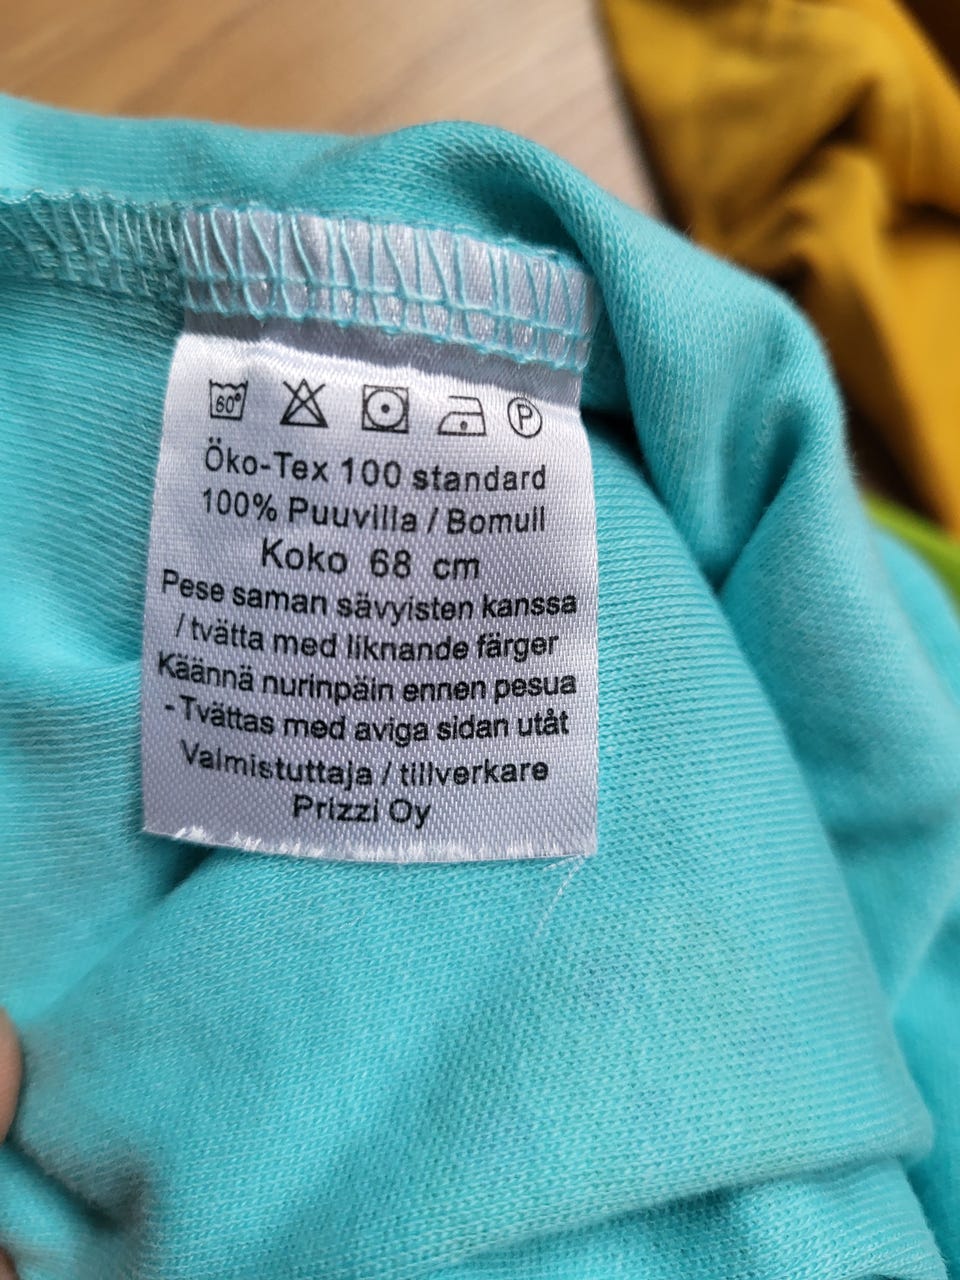 60°
P
Öko-Tex 100 standard
100% Puuvilla / Bomull
Koko 68 cm
Pese saman sävyisten kanssa
/ tvätta med liknande färger
Käännä nurinpäin ennen pesua
- Tvättas med aviga sidan utåt
Valmistuttaja / tillverkare
Prizzi Oy